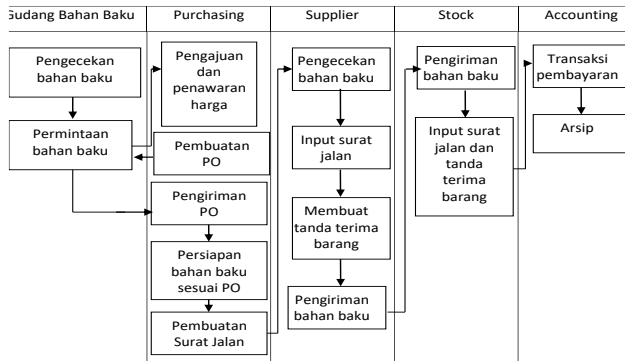 Gudang Bahan Baku
Purchasing
Supplier
Stock
Accounting
Pengecekan
bahan baku
Permintaan
bahan baku
Pengajuan
dan
penawaran
harga
Pembuatan
PO
Pengiriman
PO
Persiapan
bahan baku
sesuai PO
Pembuatan
Surat Jalan
Pengecekan
bahan baku
Input surat
jalan
Membuat
tanda terima
barang
Pengiriman
bahan baku
Pengiriman
bahan baku
Input surat
jalan dan
tanda
terima
barang
Transaksi
pembayaran
Arsip